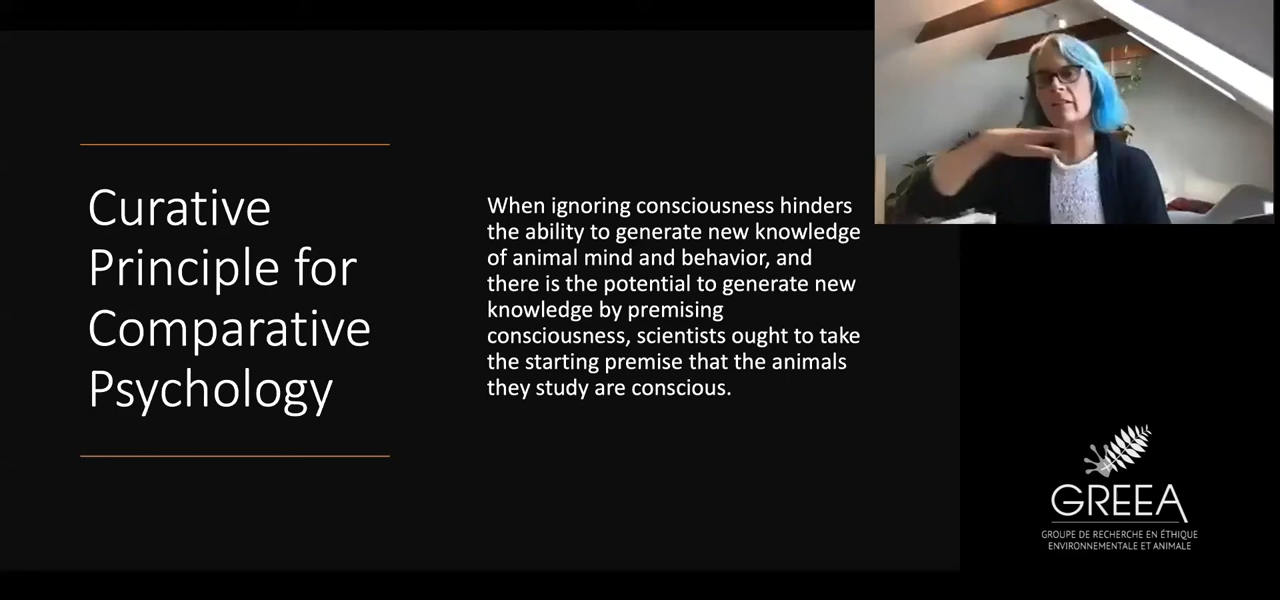 Curative
Principle for
Comparative
Psychology
When ignoring consciousness hinders
the ability to generate new knowledge
of animal mind and behavior, and
there is the potential to generate new
knowledge by premising
consciousness, scientists ought to take
the starting premise that the animals
they study are conscious.
GREEA
GROUPE DE RECHERCHE EN ÉTHIQUE
ENVIRONNEMENTALE ET ANIMALE